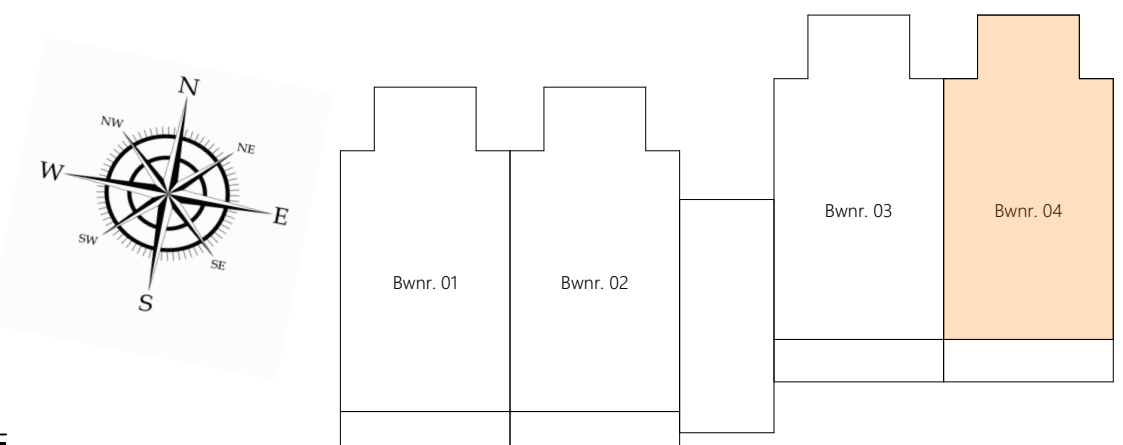 N
NW
NE
W
E
SW
SE
S
Bwnr. 01
Bwnr. 02
Bwnr. 03
Bwnr. 04